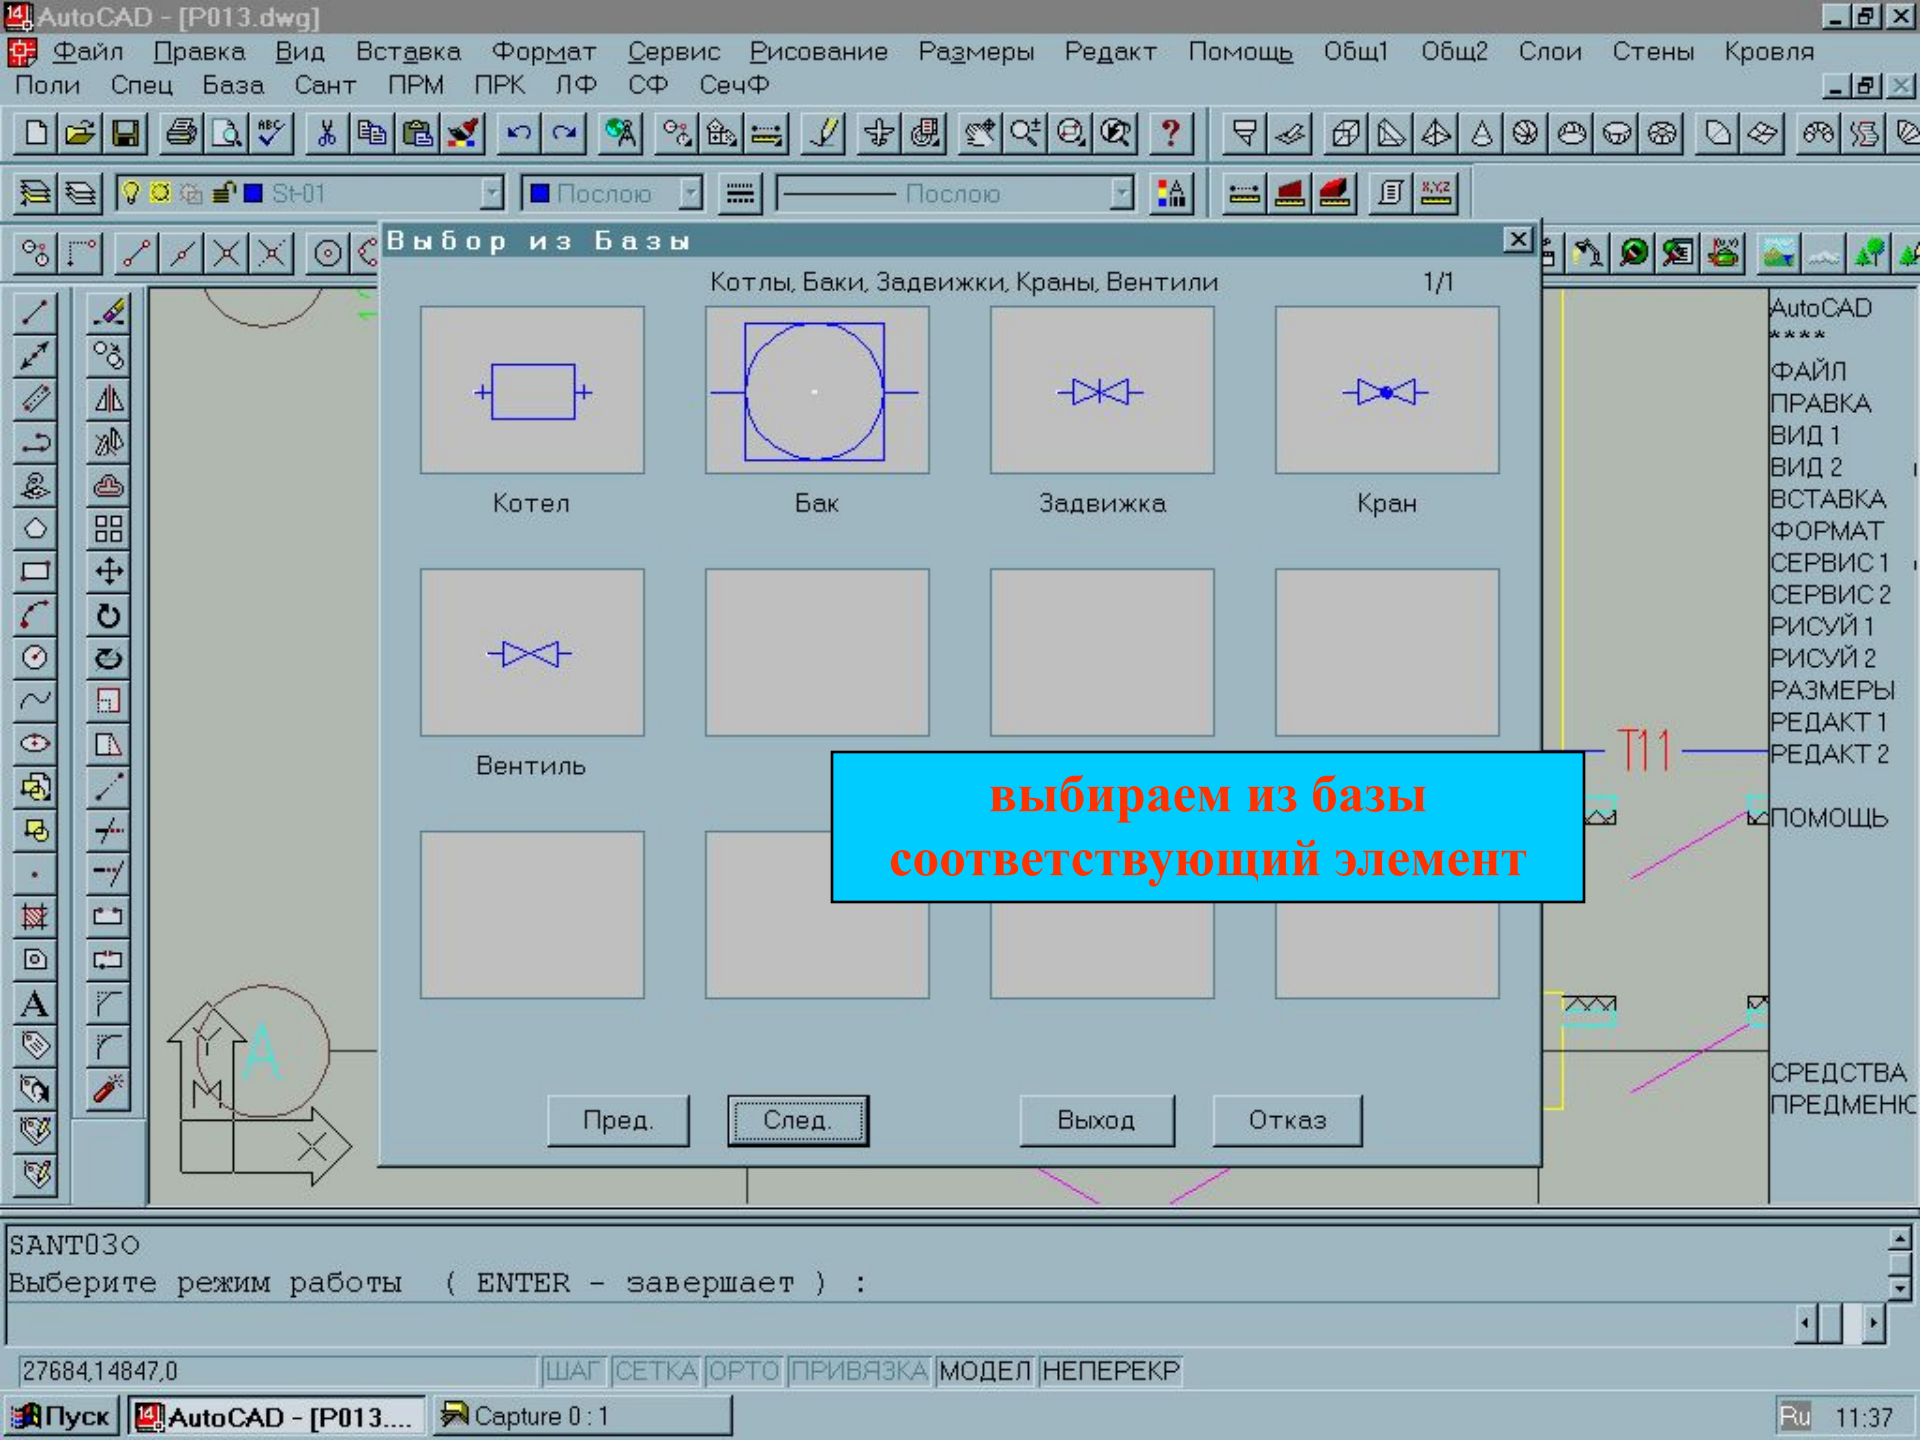 AutoCAD - [P013.dwg]
Файл Правка Вид Вставка Формат Сервис Рисование Размеры Редакт Помощь Общ1 Общ2 Слои Стены Кровля
Поли Спец База Сант ПРМ ПРК ЛФ СФ СечФ
St-01 Послою Послою
Выбор из Базы
Котлы, Баки, Задвижки, Краны, Вентили 1/1
Котел Бак Задвижка Кран
Вентиль
выбираем из базы
соответствующий элемент
Пред. След. Выход Отказ
T11
A
Y
M
X
AutoCAD
****
ФАЙЛ
ПРАВКА
ВИД 1
ВИД 2
ВСТАВКА
ФОРМАТ
СЕРВИС 1
СЕРВИС 2
РИСУЙ 1
РИСУЙ 2
РАЗМЕРЫ
РЕДАКТ 1
РЕДАКТ 2
ПОМОЩЬ
СРЕДСТВА
ПРЕДМЕНЮ
SANT03O
Выберите режим работы ( ENTER - завершает ) :
27684,14847,0 ШАГ СЕТКА ОРТО ПРИВЯЗКА МОДЕЛ НЕПЕРЕКР
Пуск AutoCAD - [P013.... Capture 0 : 1 Ru 11:37